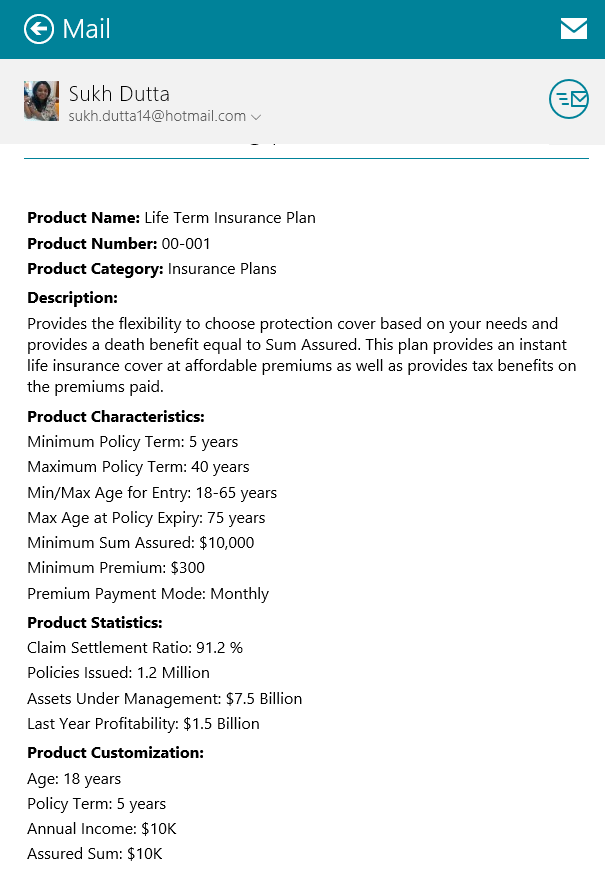 Mail
Sukh Dutta
sukh.dutta14@hotmail.com
Product Name: Life Term Insurance Plan
Product Number: 00-001
Product Category: Insurance Plans
Description:
Provides the flexibility to choose protection cover based on your needs and
provides a death benefit equal to Sum Assured. This plan provides an instant
life insurance cover at affordable premiums as well as provides tax benefits on
the premiums paid.
Product Characteristics:
Minimum Policy Term: 5 years
Maximum Policy Term: 40 years
Min/Max Age for Entry: 18-65 years
Max Age at Policy Expiry: 75 years
Minimum Sum Assured: $10,000
Minimum Premium: $300
Premium Payment Mode: Monthly
Product Statistics:
Claim Settlement Ratio: 91.2 %
Policies Issued: 1.2 Million
Assets Under Management: $7.5 Billion
Last Year Profitability: $1.5 Billion
Product Customization:
Age: 18 years
Policy Term: 5 years
Annual Income: $10K
Assured Sum: $10K